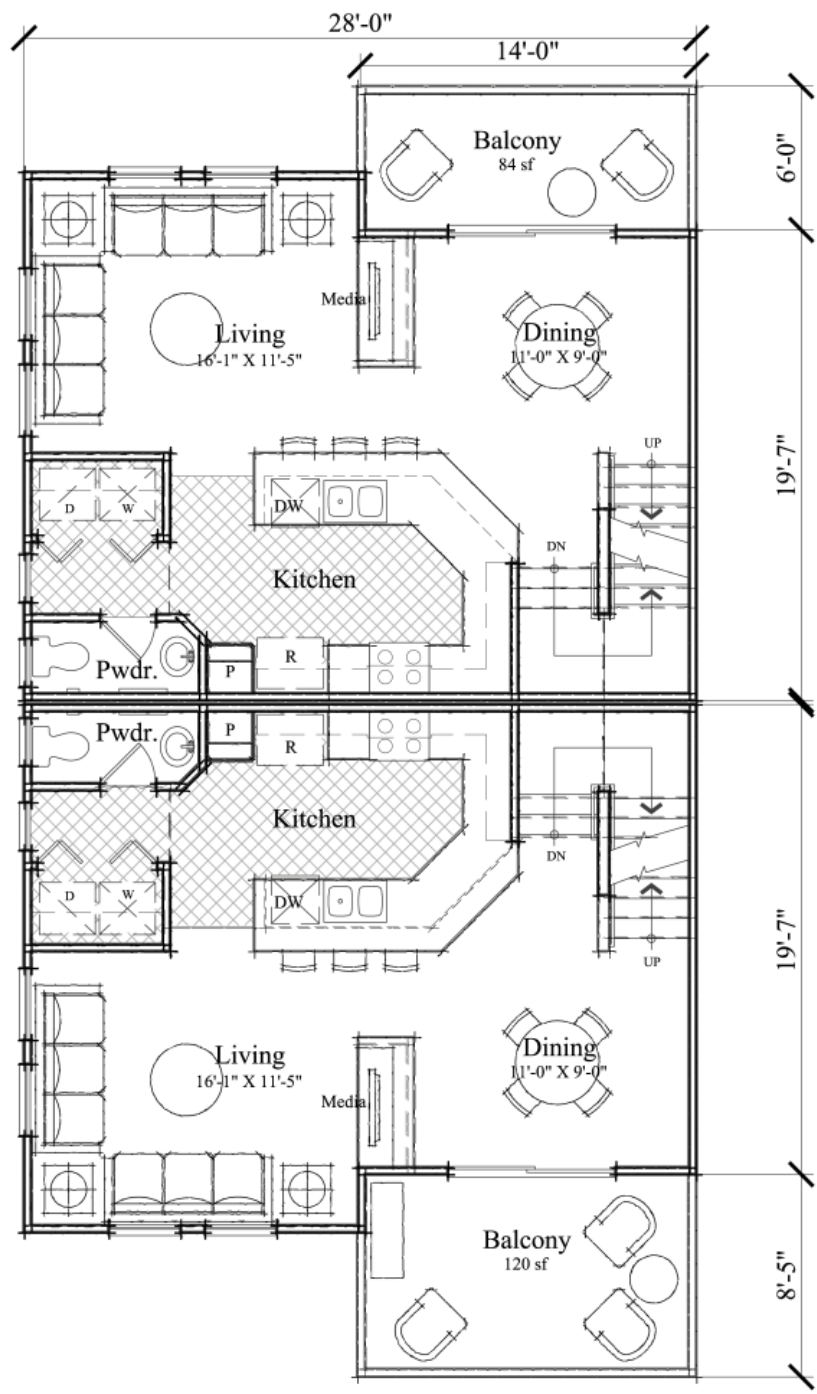 28'-0"
14'-0"
Balcony
84 sf
6'-0"
Media
Living
16'-1" X 11'-5"
Dining
11'-0" X 9'-0"
19'-7"
UP
D
W
DW
DN
Kitchen
Pwdr.
P
R
Pwdr.
P
R
Kitchen
DN
D
W
DW
UP
19'-7"
Living
16'-1" X 11'-5"
Media
Dining
11'-0" X 9'-0"
Balcony
120 sf
8'-5"